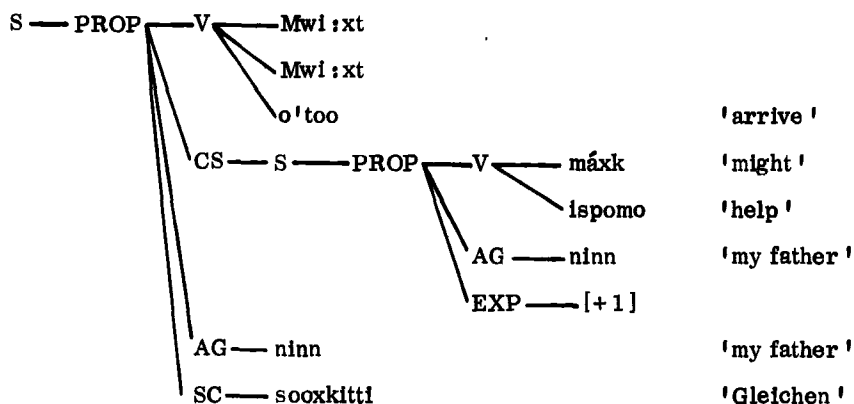 S PROP V Mwi:xt
Mwi:xt
o'too 'arrive'
CS S PROP V máxk 'might'
ispomo 'help'
AG ninn 'my father'
EXP [+1]
AG ninn 'my father'
SC sooxkitti 'Gleichen'